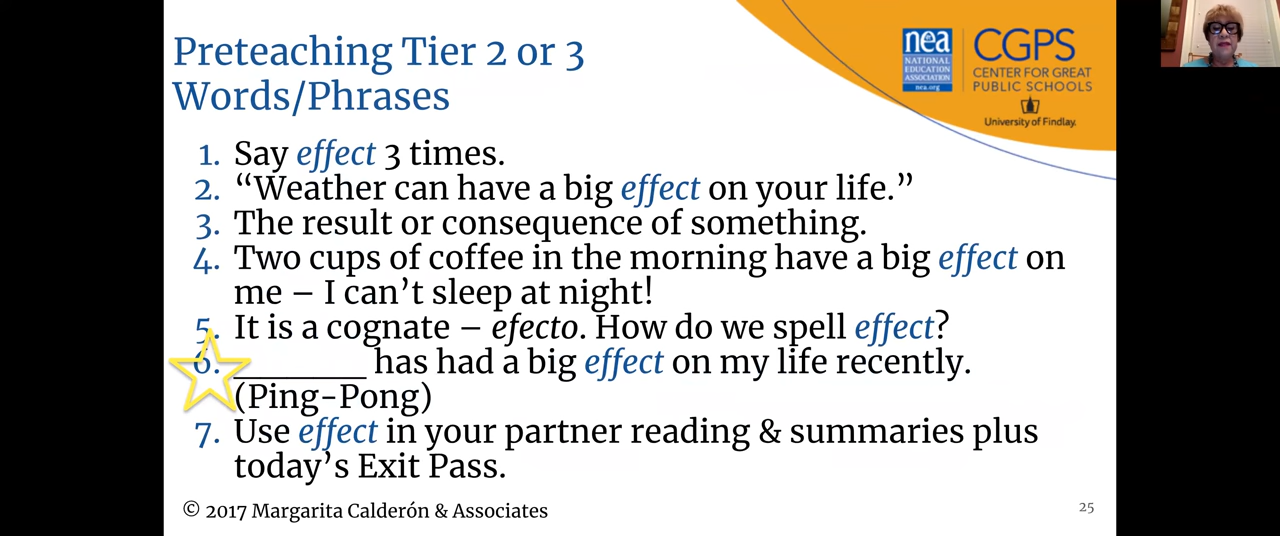 Preteaching Tier 2 or 3
Words/Phrases
nea
NATIONAL
EDUCATION
ASSOCIATION
nea.org
CGPS
CENTER FOR GREAT
PUBLIC SCHOOLS
University of Findlay.
1. Say effect 3 times.
2. “Weather can have a big effect on your life.”
3. The result or consequence of something.
4. Two cups of coffee in the morning have a big effect on
me – I can’t sleep at night!
5. It is a cognate – efecto. How do we spell effect?
6. ______ has had a big effect on my life recently.
(Ping-Pong)
7. Use effect in your partner reading & summaries plus
today’s Exit Pass.
© 2017 Margarita Calderón & Associates
25